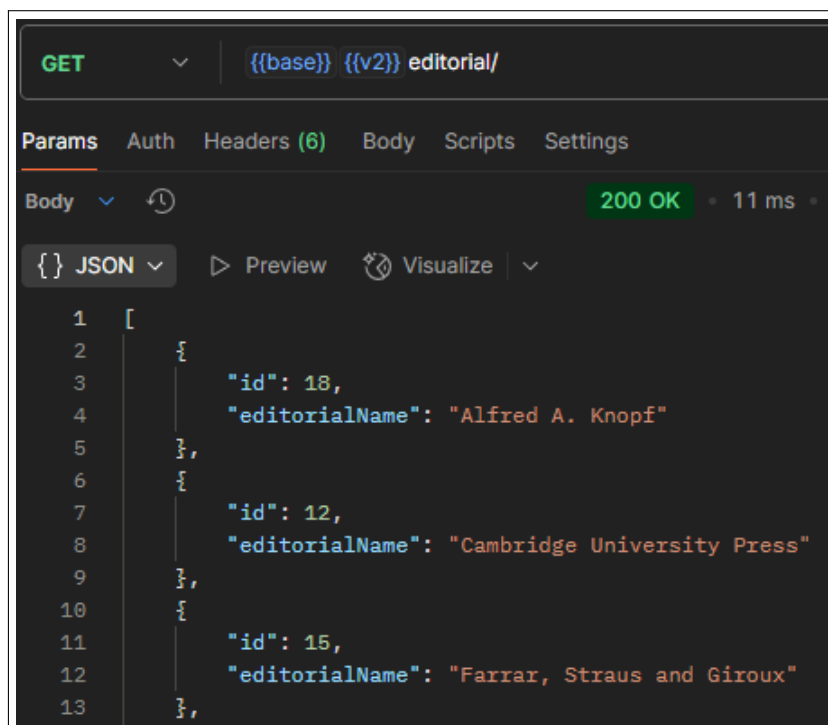 GET {{base}} {{v2}} editorial/
Params Auth Headers (6) Body Scripts Settings
Body 200 OK • 11 ms •
{} JSON Preview Visualize
1 [
2 {
3 "id": 18,
4 "editorialName": "Alfred A. Knopf"
5 },
6 {
7 "id": 12,
8 "editorialName": "Cambridge University Press"
9 },
10 {
11 "id": 15,
12 "editorialName": "Farrar, Straus and Giroux"
13 },